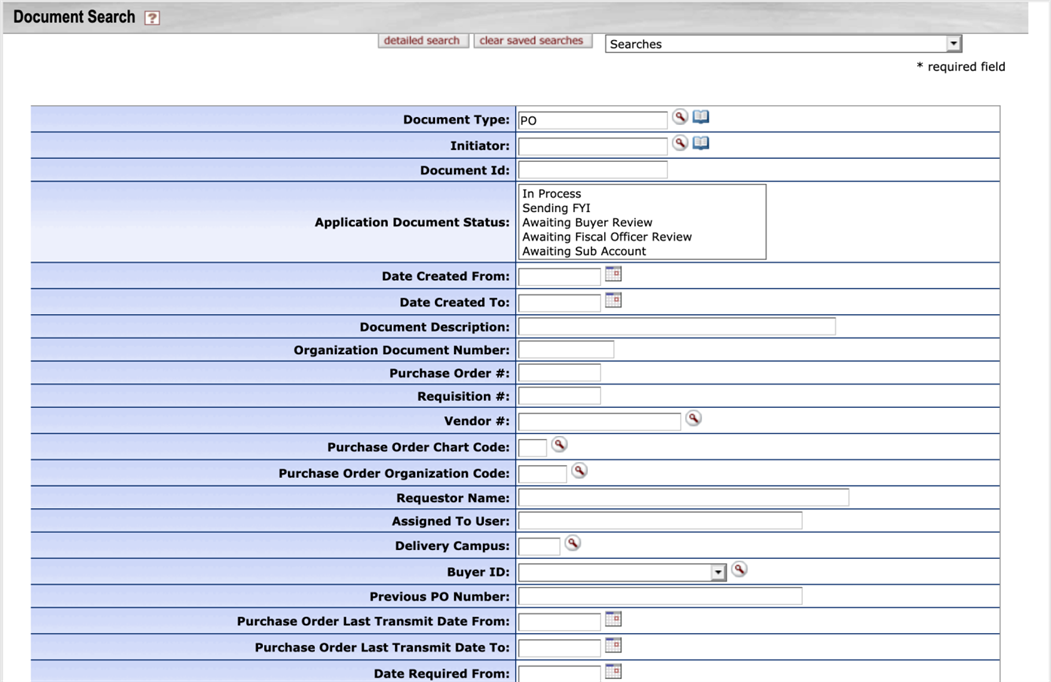 Document Search ?
detailed search clear saved searches Searches
* required field
Document Type: PO
Initiator:
Document Id:
Application Document Status:
In Process
Sending FYI
Awaiting Buyer Review
Awaiting Fiscal Officer Review
Awaiting Sub Account
Date Created From:
Date Created To:
Document Description:
Organization Document Number:
Purchase Order #:
Requisition #:
Vendor #:
Purchase Order Chart Code:
Purchase Order Organization Code:
Requestor Name:
Assigned To User:
Delivery Campus:
Buyer ID:
Previous PO Number:
Purchase Order Last Transmit Date From:
Purchase Order Last Transmit Date To:
Date Required From: